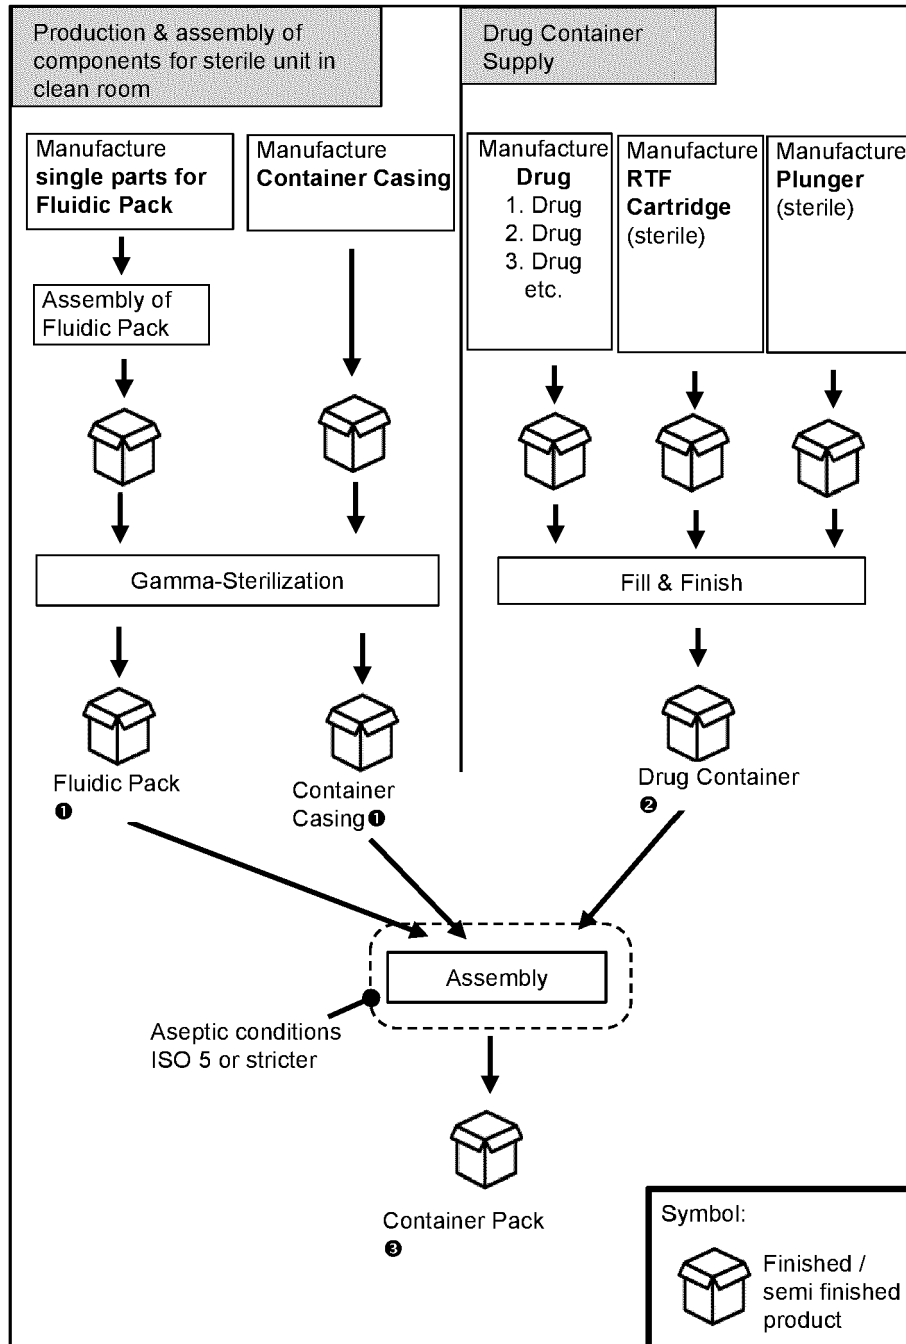 Production & assembly of
components for sterile unit in
clean room
Drug Container
Supply
Manufacture
single parts for
Fluidic Pack
Manufacture
Container Casing
Manufacture
Drug
1. Drug
2. Drug
3. Drug
etc.
Manufacture
RTF
Cartridge
(sterile)
Manufacture
Plunger
(sterile)
Assembly of
Fluidic Pack
Gamma-Sterilization
Fill & Finish
Fluidic Pack
❶
Container
Casing❶
Drug Container
❷
Assembly
Aseptic conditions
ISO 5 or stricter
Container Pack
❸
Symbol:
Finished /
semi finished
product